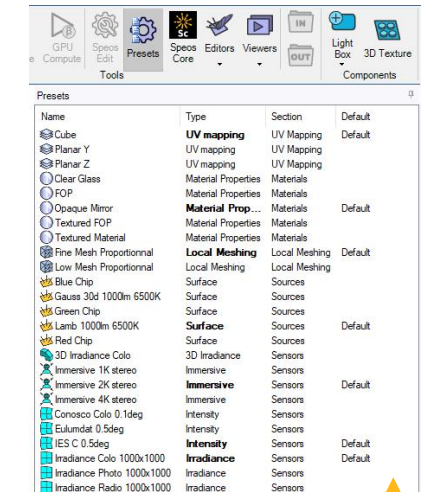 GPU Compute
Speos Edit
Presets
Speos Core
Sc
Editors
Viewers
IN
OUT
Light Box
3D Texture
Tools
Components
Presets
Name Type Section Default
Cube UV mapping UV Mapping Default
Planar Y UV mapping UV Mapping
Planar Z UV mapping UV Mapping
Clear Glass Material Properties Materials
FOP Material Properties Materials
Opaque Mirror Material Prop... Materials Default
Textured FOP Material Properties Materials
Textured Material Material Properties Materials
Fine Mesh Proportionnal Local Meshing Local Meshing Default
Low Mesh Proportionnal Local Meshing Local Meshing
Blue Chip Surface Sources
Gauss 30d 1000lm 6500K Surface Sources
Green Chip Surface Sources
Lamb 1000lm 6500K Surface Sources Default
Red Chip Surface Sources
3D Irradiance Colo 3D Irradiance Sensors
Immersive 1K stereo Immersive Sensors
Immersive 2K stereo Immersive Sensors Default
Immersive 4K stereo Immersive Sensors
Conosco Colo 0.1deg Intensity Sensors
Eulumdat 0.5deg Intensity Sensors
IES C 0.5deg Intensity Sensors Default
Irradiance Colo 1000x1000 Irradiance Sensors Default
Irradiance Photo 1000x1000 Irradiance Sensors
Irradiance Radio 1000x1000 Irradiance Sensors